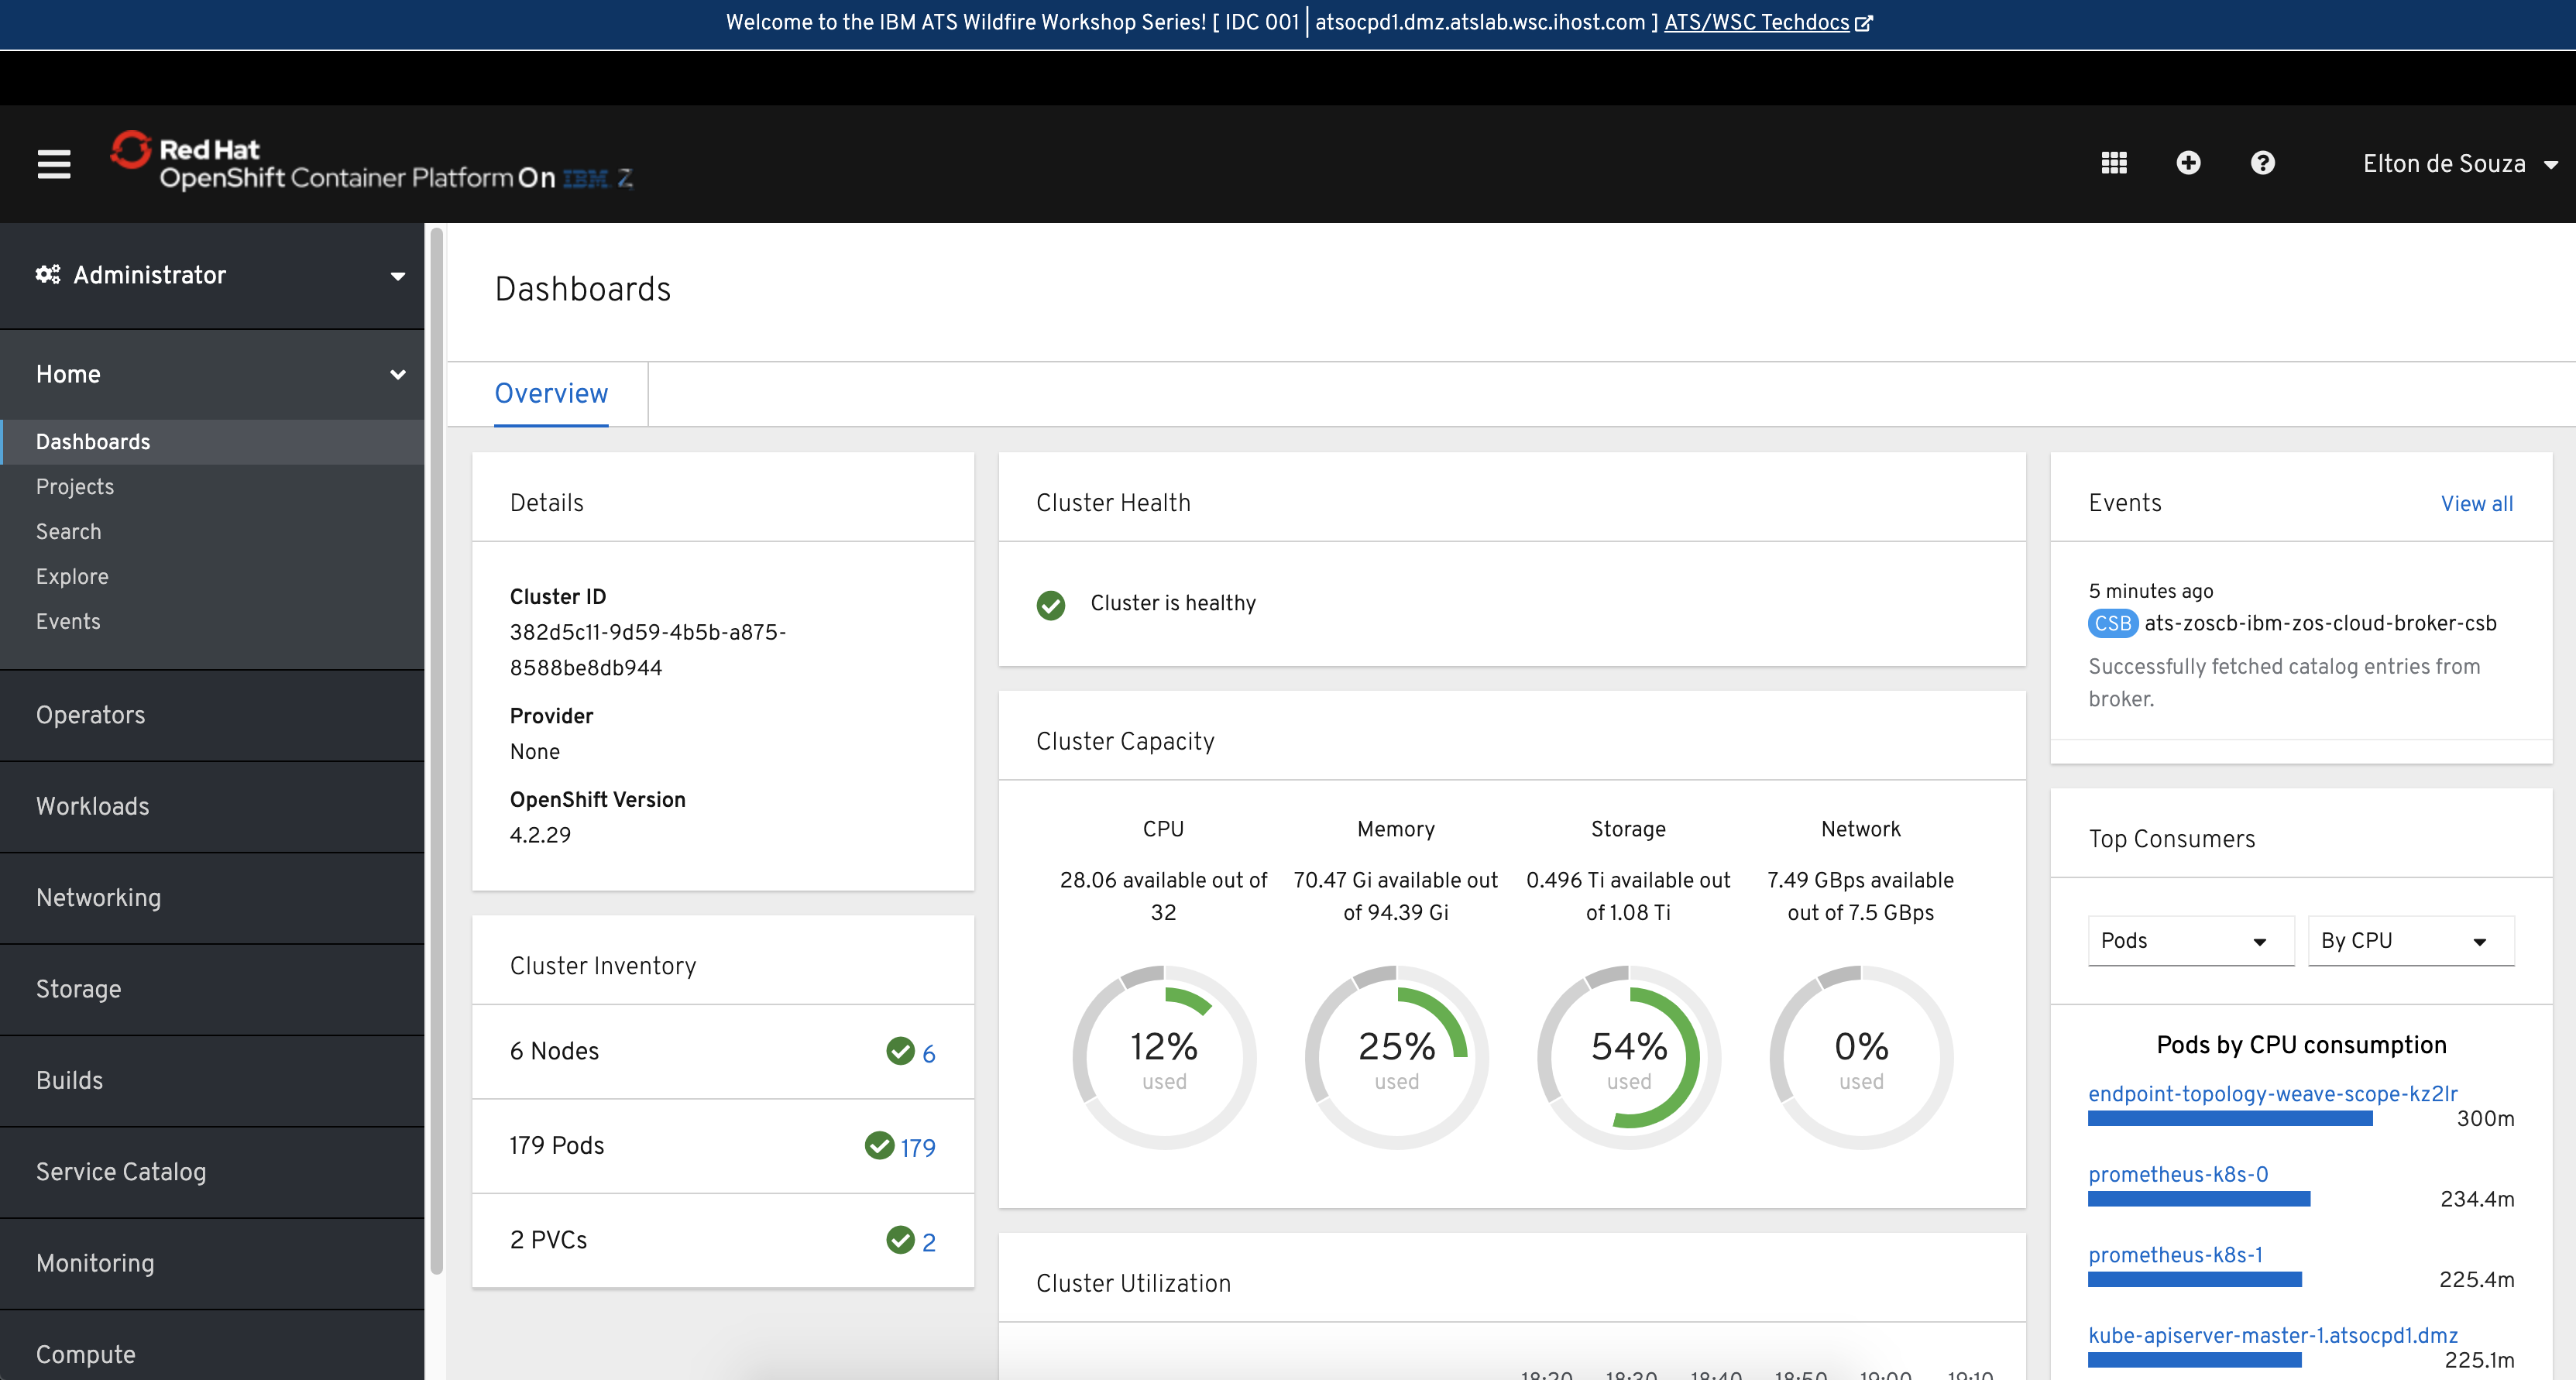 Welcome to the IBM ATS Wildfire Workshop Series! [ IDC 001 | atsocpd1.dmz.atslab.wsc.ihost.com ] ATS/WSC Techdocs
Red Hat
OpenShift Container Platform On IBM Z
Elton de Souza
Administrator
Home
Dashboards
Projects
Search
Explore
Events
Operators
Workloads
Networking
Storage
Builds
Service Catalog
Monitoring
Compute
Dashboards
Overview
Details
Cluster ID
382d5c11-9d59-4b5b-a875-
8588be8db944
Provider
None
OpenShift Version
4.2.29
Cluster Inventory
6 Nodes 6
179 Pods 179
2 PVCs 2
Cluster Health
Cluster is healthy
Cluster Capacity
CPU
28.06 available out of
32
12%
used
Memory
70.47 Gi available out
of 94.39 Gi
25%
used
Storage
0.496 Ti available out
of 1.08 Ti
54%
used
Network
7.49 GBps available
out of 7.5 GBps
0%
used
Cluster Utilization
18:20 18:30 18:40 18:50 19:00 19:10
Events View all
5 minutes ago
CSB ats-zoscb-ibm-zos-cloud-broker-csb
Successfully fetched catalog entries from
broker.
Top Consumers
Pods By CPU
Pods by CPU consumption
endpoint-topology-weave-scope-kz2lr
300m
prometheus-k8s-0
234.4m
prometheus-k8s-1
225.4m
kube-apiserver-master-1.atsocpd1.dmz
225.1m